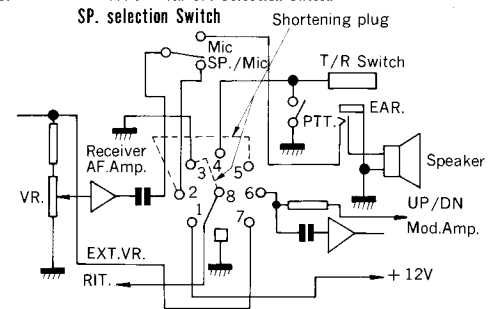 SP. selection Switch
Shortening plug
Mic
SP./Mic
T/R Switch
PTT.
EAR.
Receiver
AF.Amp.
3
4
5
Speaker
VR.
2
8
6
UP/DN
1
7
Mod.Amp.
EXT.VR.
RIT.
+ 12V